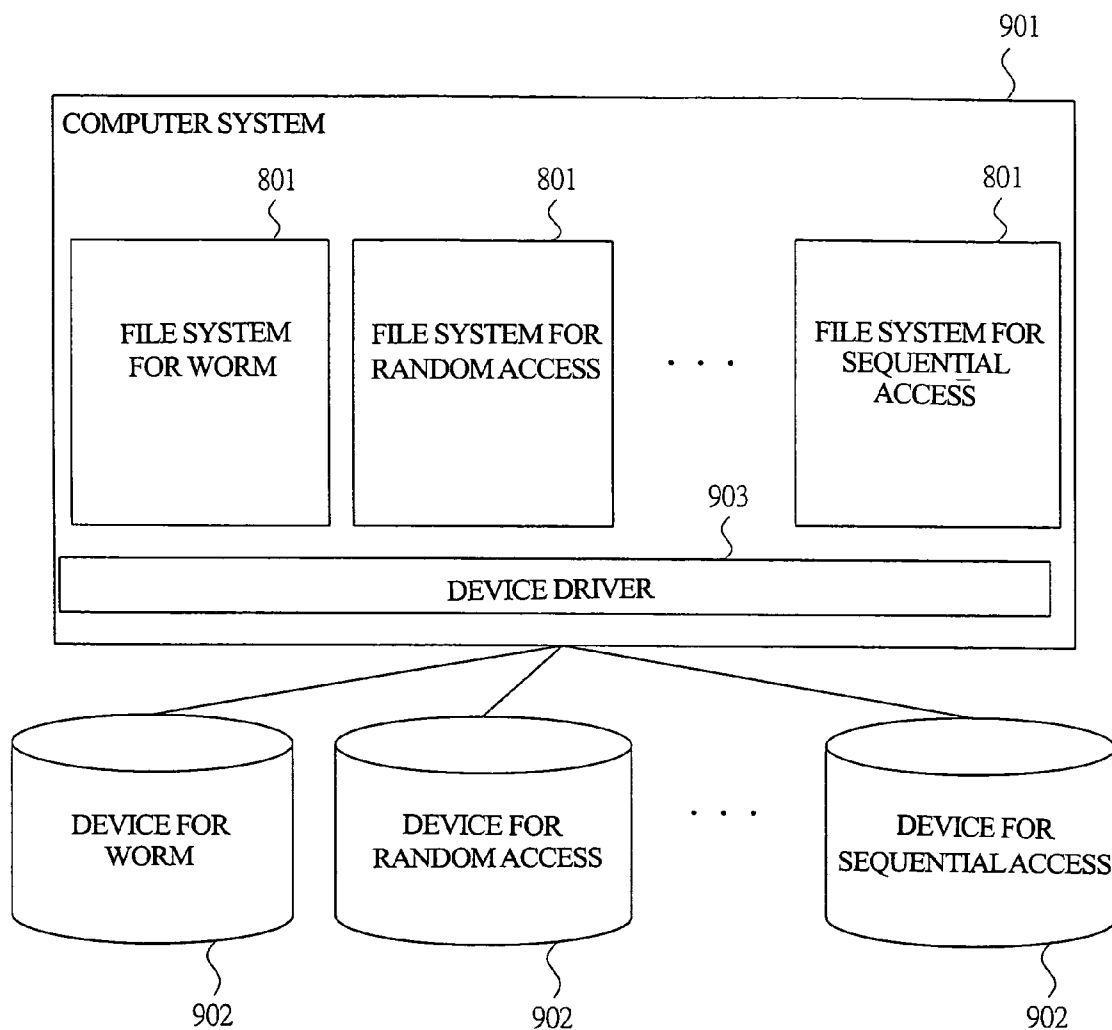 901
COMPUTER SYSTEM
801
801
801
FILE SYSTEM
FOR WORM
FILE SYSTEM FOR
RANDOM ACCESS
. . .
FILE SYSTEM FOR
SEQUENTIAL
ACCESS
903
DEVICE DRIVER
DEVICE FOR
WORM
DEVICE FOR
RANDOM ACCESS
. . .
DEVICE FOR
SEQUENTIAL ACCESS
902
902
902